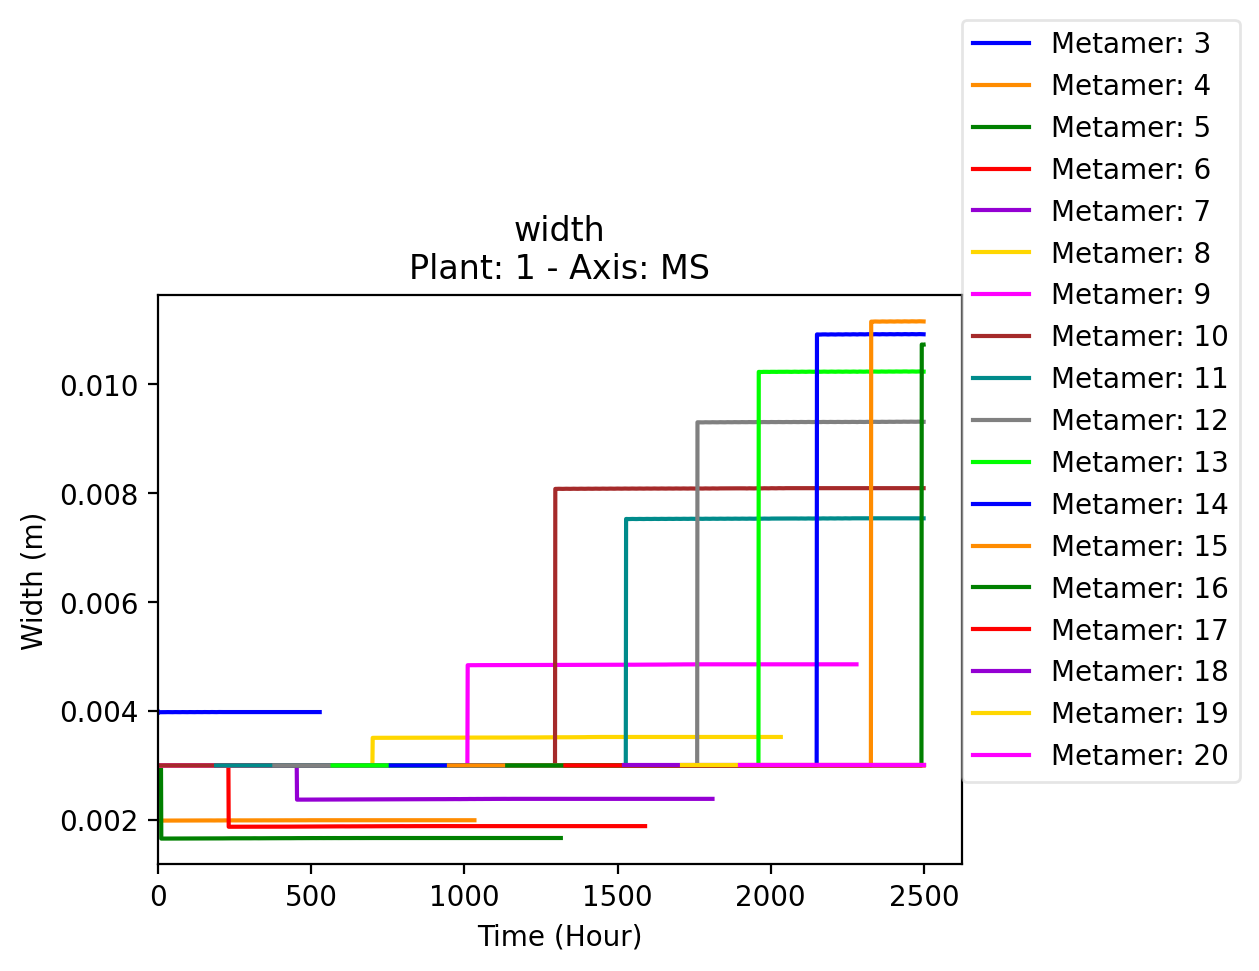 width
Plant: 1 - Axis: MS
Width (m)
0.010
0.008
0.006
0.004
0.002
0
500
1000
1500
2000
2500
Time (Hour)
Metamer: 3
Metamer: 4
Metamer: 5
Metamer: 6
Metamer: 7
Metamer: 8
Metamer: 9
Metamer: 10
Metamer: 11
Metamer: 12
Metamer: 13
Metamer: 14
Metamer: 15
Metamer: 16
Metamer: 17
Metamer: 18
Metamer: 19
Metamer: 20